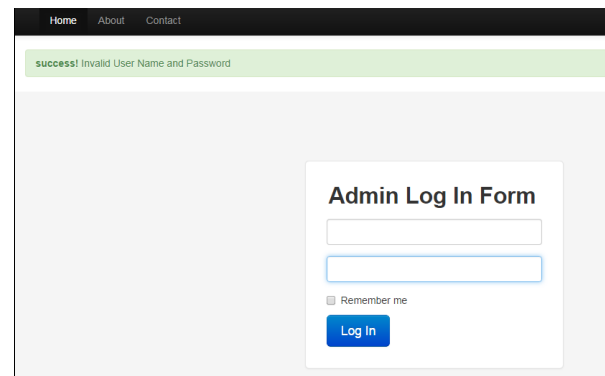 Home About Contact
success! Invalid User Name and Password
Admin Log In Form
Remember me
Log In